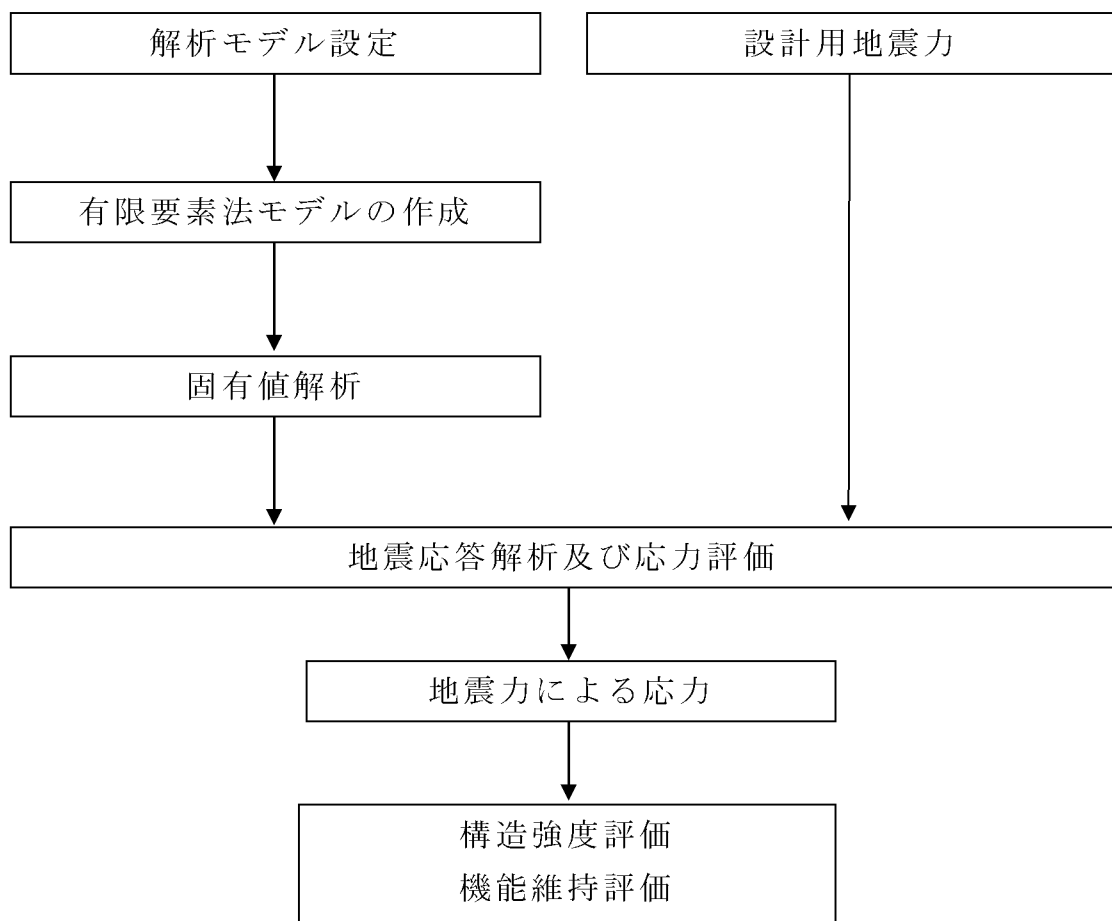 解析モデル設定
設計用地震力
有限要素法モデルの作成
固有値解析
地震応答解析及び応力評価
地震力による応力
構造強度評価
機能維持評価